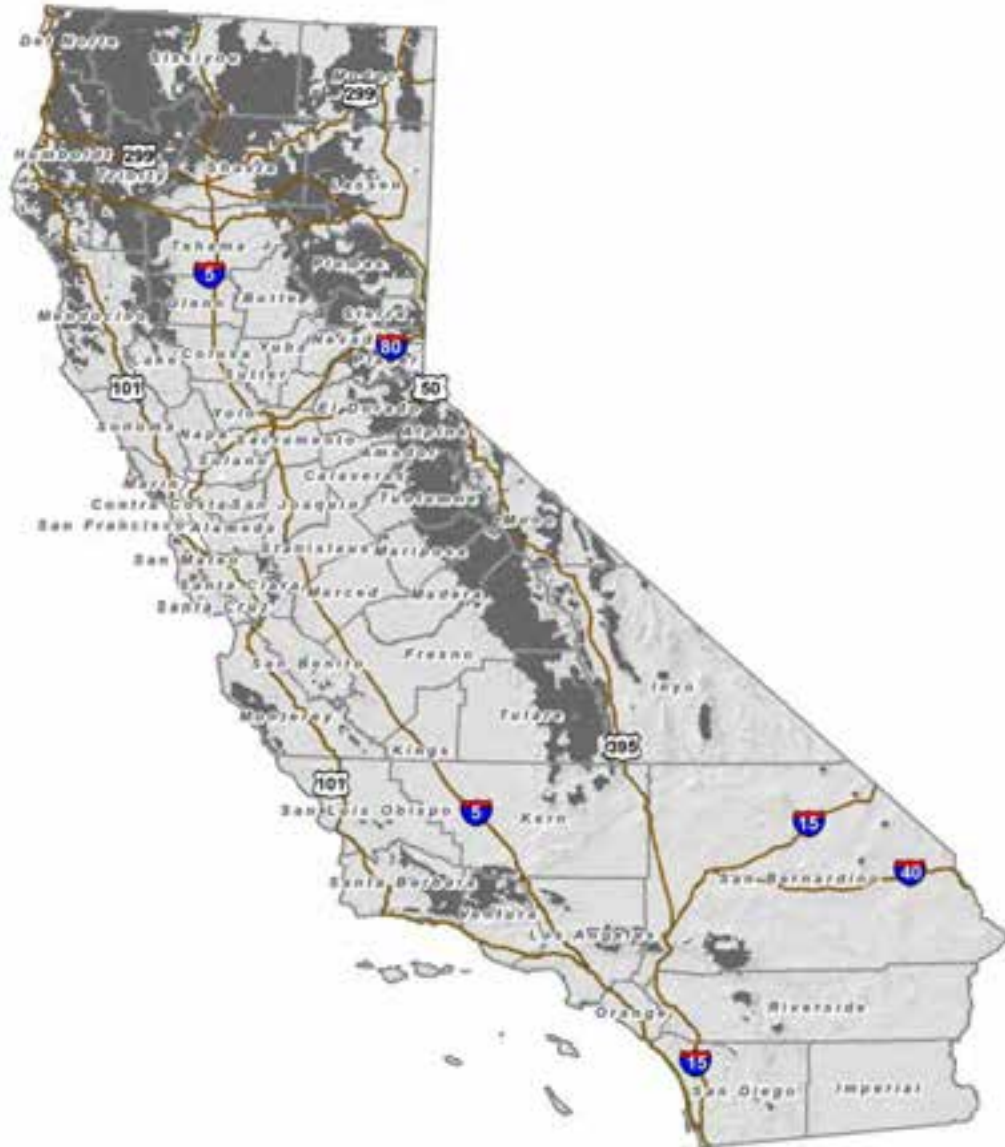 Del Norte
Siskiyou
Modoc
299
Humboldt
299
Trinity
Shasta
Lassen
Tehama
5
Plumas
Glenn
Butte
Sierra
Mendocino
Nevada
80
Lake
Colusa
Yuba
Placer
Sutter
101
50
Yolo
El Dorado
Sonoma
Napa
Sacramento
Alpine
Amador
Solano
Calaveras
Marin
Tuolumne
Contra Costa
San Joaquin
San Francisco
Alameda
Mono
Stanislaus
Mariposa
San Mateo
Santa Clara
Merced
Madera
Santa Cruz
Fresno
San Benito
Inyo
Monterey
Tulare
Kings
395
101
San Luis Obispo
5
Kern
15
Santa Barbara
San Bernardino
40
Ventura
Los Angeles
Orange
Riverside
15
San Diego
Imperial